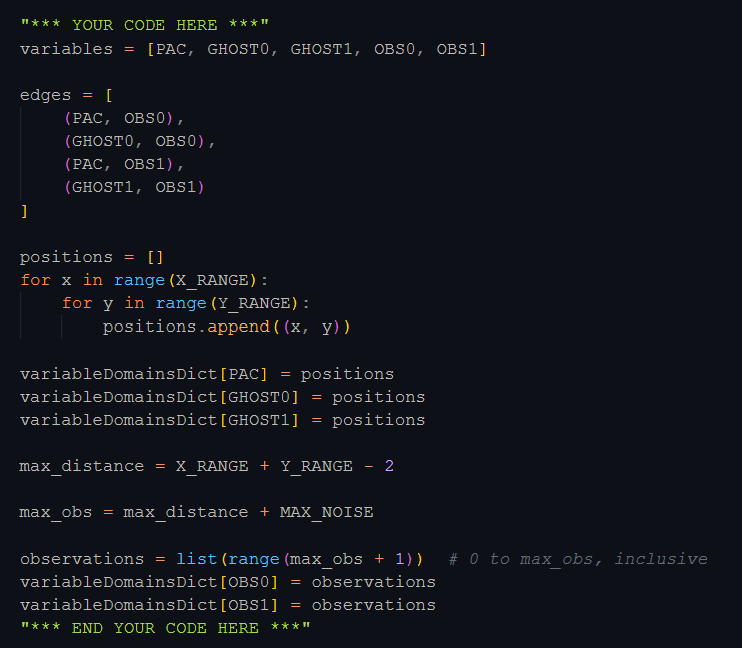 "*** YOUR CODE HERE ***"
variables = [PAC, GHOST0, GHOST1, OBS0, OBS1]

edges = [
    (PAC, OBS0),
    (GHOST0, OBS0),
    (PAC, OBS1),
    (GHOST1, OBS1)
]

positions = []
for x in range(X_RANGE):
    for y in range(Y_RANGE):
        positions.append((x, y))

variableDomainsDict[PAC] = positions
variableDomainsDict[GHOST0] = positions
variableDomainsDict[GHOST1] = positions

max_distance = X_RANGE + Y_RANGE - 2

max_obs = max_distance + MAX_NOISE

observations = list(range(max_obs + 1))  # 0 to max_obs, inclusive
variableDomainsDict[OBS0] = observations
variableDomainsDict[OBS1] = observations
"*** END YOUR CODE HERE ***"